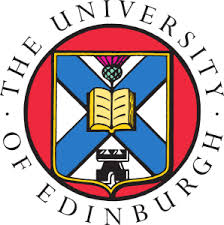 · THE UNIVERSITY ·
OF EDINBURGH